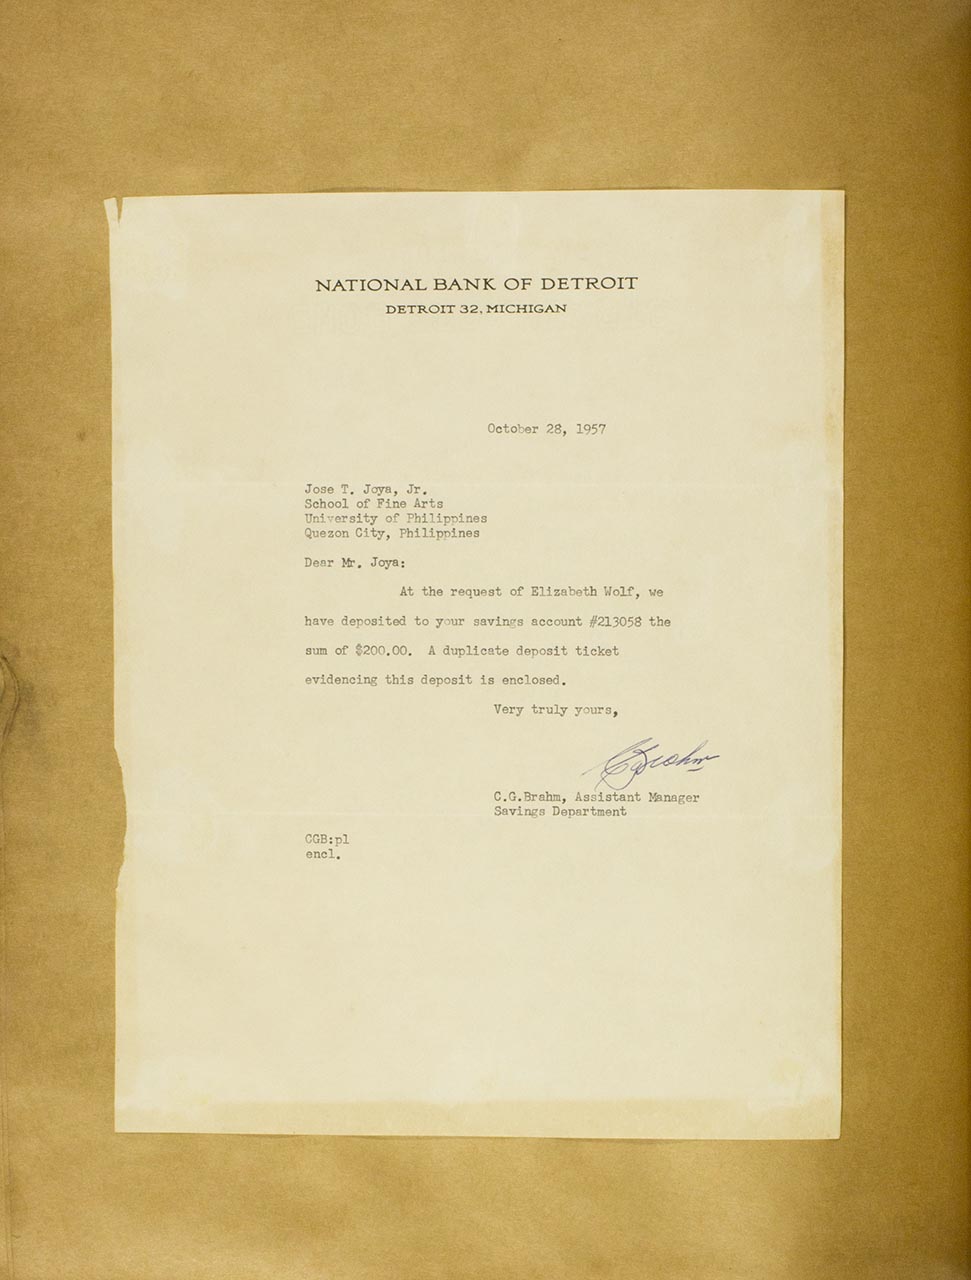 NATIONAL BANK OF DETROIT
DETROIT 32, MICHIGAN
October 28, 1957
Jose T. Joya, Jr.
School of Fine Arts
University of Philippines
Quezon City, Philippines
Dear Mr. Joya:
At the request of Elizabeth Wolf, we
have deposited to your savings account #213058 the
sum of $200.00. A duplicate deposit ticket
evidencing this deposit is enclosed.
Very truly yours,
CGBrahm
C.G.Brahm, Assistant Manager
Savings Department
CGB:pl
encl.